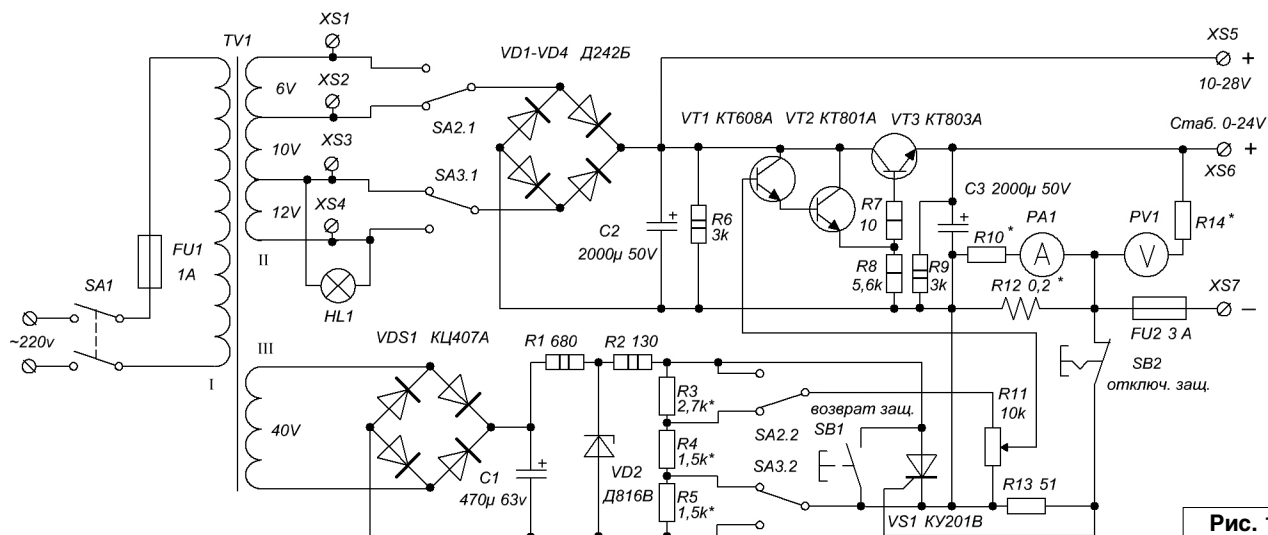 XS1
TV1
VD1-VD4 Д242Б
XS5
+
6V
XS2
10-28V
SA2.1
VT1 КТ608А VT2 КТ801А VT3 КТ803А
Стаб. 0-24V
+
10V
XS3
XS6
SA3.1
C3 2000µ 50V
R7
10
PA1
R14*
12V
XS4
+
R6
3k
R10*
A
PV1
V
FU1
1A
C2
2000µ 50V
R8
5,6k
R9
3k
II
SA1
R12 0,2*
XS7
−
HL1
FU2 3 А
~220v
VDS1 КЦ407А
R1 680
R2 130
SB2
отключ. защ.
III
I
R3
2,7k*
R11
10k
возврат защ.
SA2.2
SB1
40V
R4
1,5k*
+
C1
470µ 63v
VD2
Д816В
SA3.2
R5
1,5k*
R13 51
VS1 КУ201В
Рис.